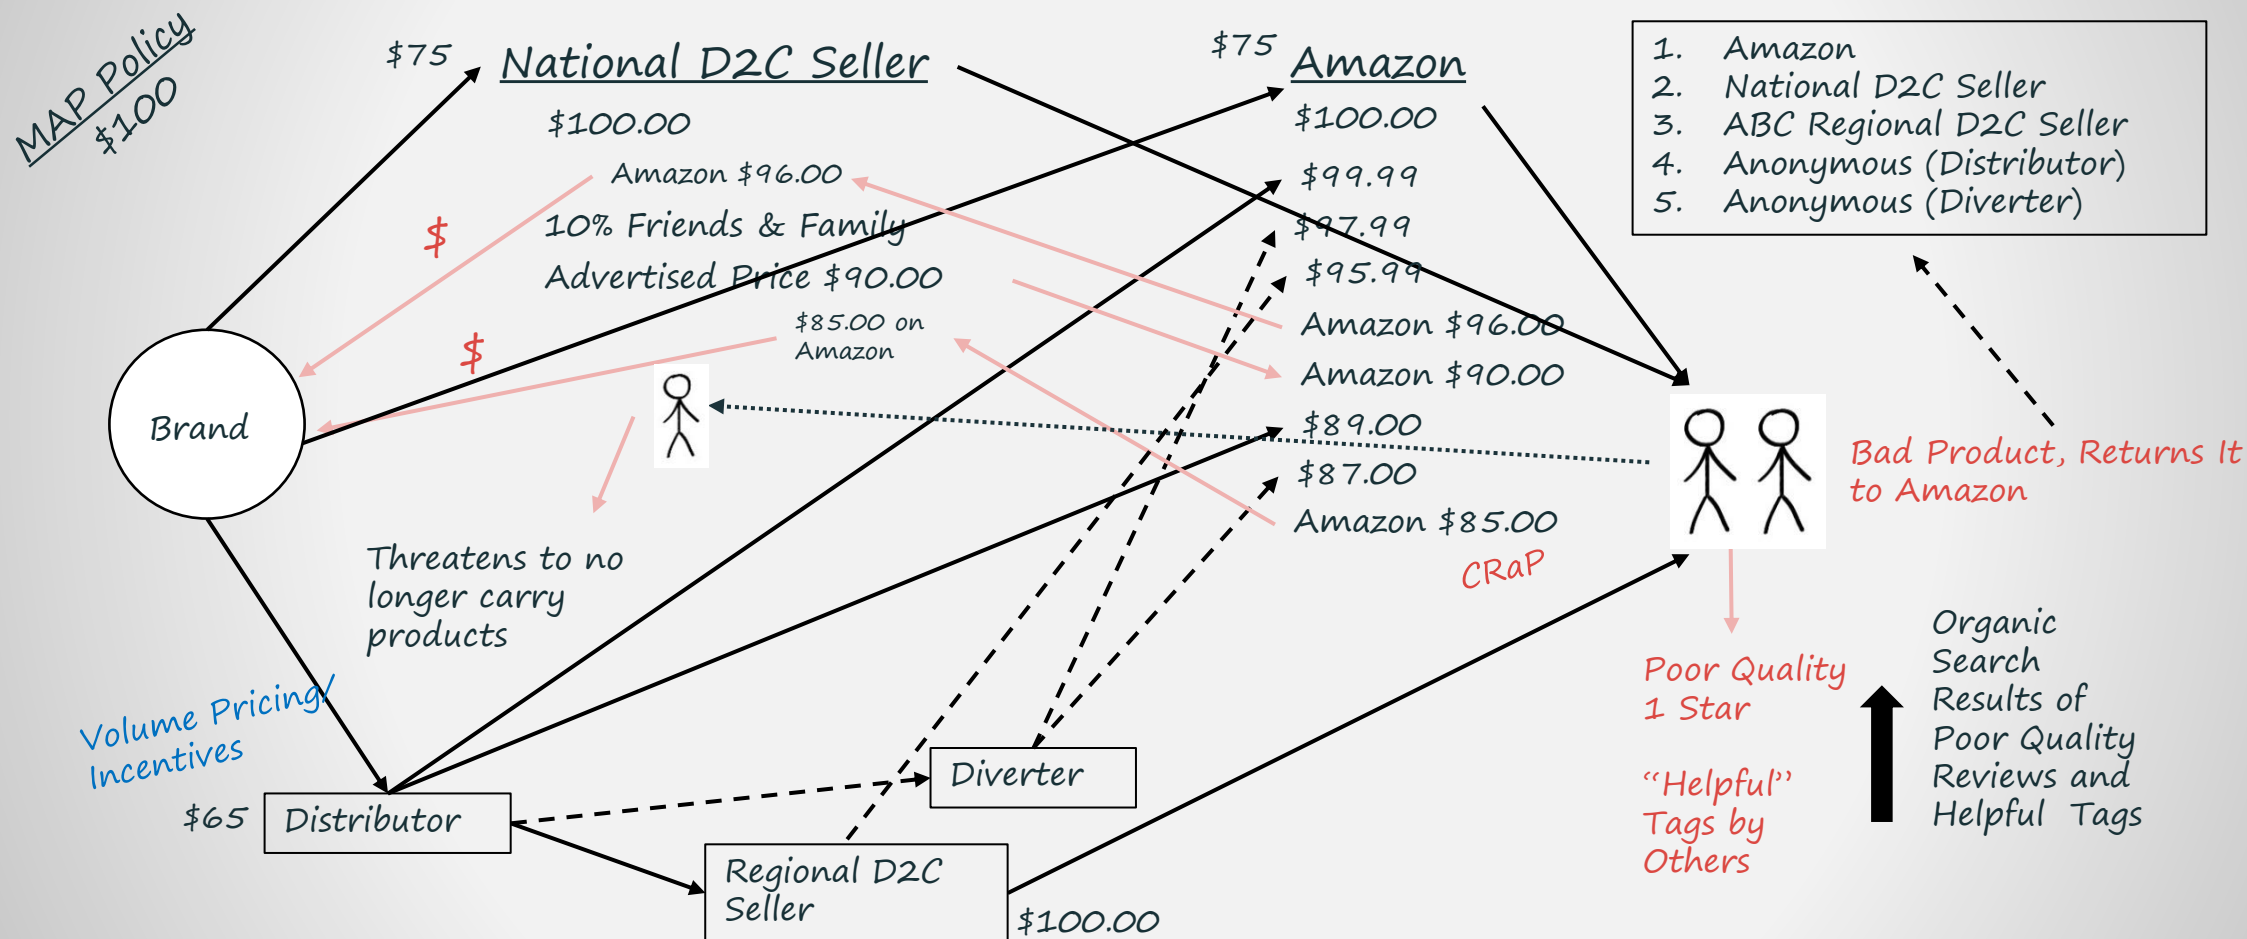 MAP Policy
$100
$75
National D2C Seller
$100.00
Amazon $96.00
10% Friends & Family
Advertised Price $90.00
$85.00 on
Amazon
$
$
Brand
Threatens to no
longer carry
products
Volume Pricing/
Incentives
$65
Distributor
Diverter
Regional D2C
Seller
$100.00
$75
Amazon
$100.00
$99.99
$97.99
$95.99
Amazon $96.00
Amazon $90.00
$89.00
$87.00
Amazon $85.00
CRaP
1. Amazon
2. National D2C Seller
3. ABC Regional D2C Seller
4. Anonymous (Distributor)
5. Anonymous (Diverter)
Bad Product, Returns It
to Amazon
Poor Quality
1 Star
“Helpful”
Tags by
Others
Organic
Search
Results of
Poor Quality
Reviews and
Helpful Tags